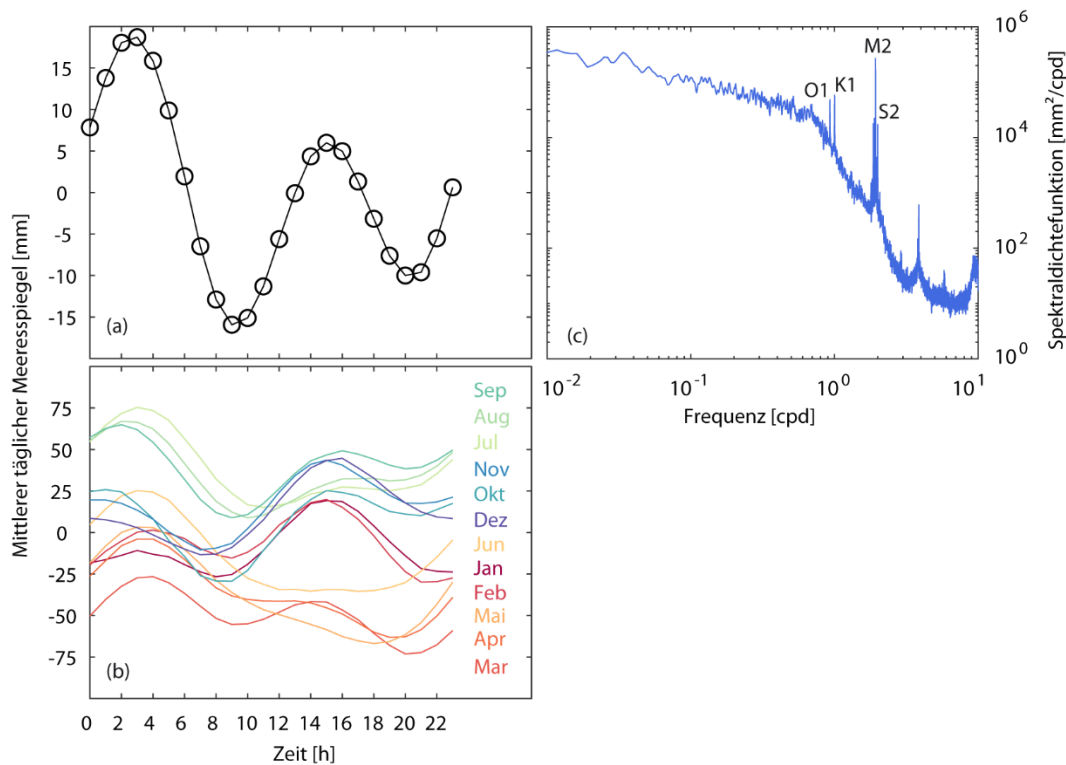 15
10
5
0
-5
-10
-15
(a)
Mittlerer täglicher Meeresspiegel [mm]
75
50
25
0
-25
-50
-75
(b)
Sep
Aug
Jul
Nov
Okt
Dez
Jun
Jan
Feb
Mai
Apr
Mar
0 2 4 6 8 10 12 14 16 18 20 22
Zeit [h]
O1 K1 M2 S2
(c)
10^6
10^4
10^2
10^0
Spektraldichtefunktion [mm²/cpd]
10^-2 10^-1 10^0 10^1
Frequenz [cpd]